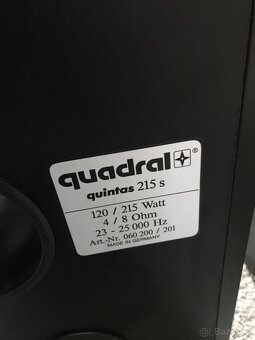 quadral
quintas 215 s
120 / 215 Watt
4 / 8 Ohm
23 - 25 000 Hz
Art.-Nr. 060 200 / 201
MADE IN GERMANY